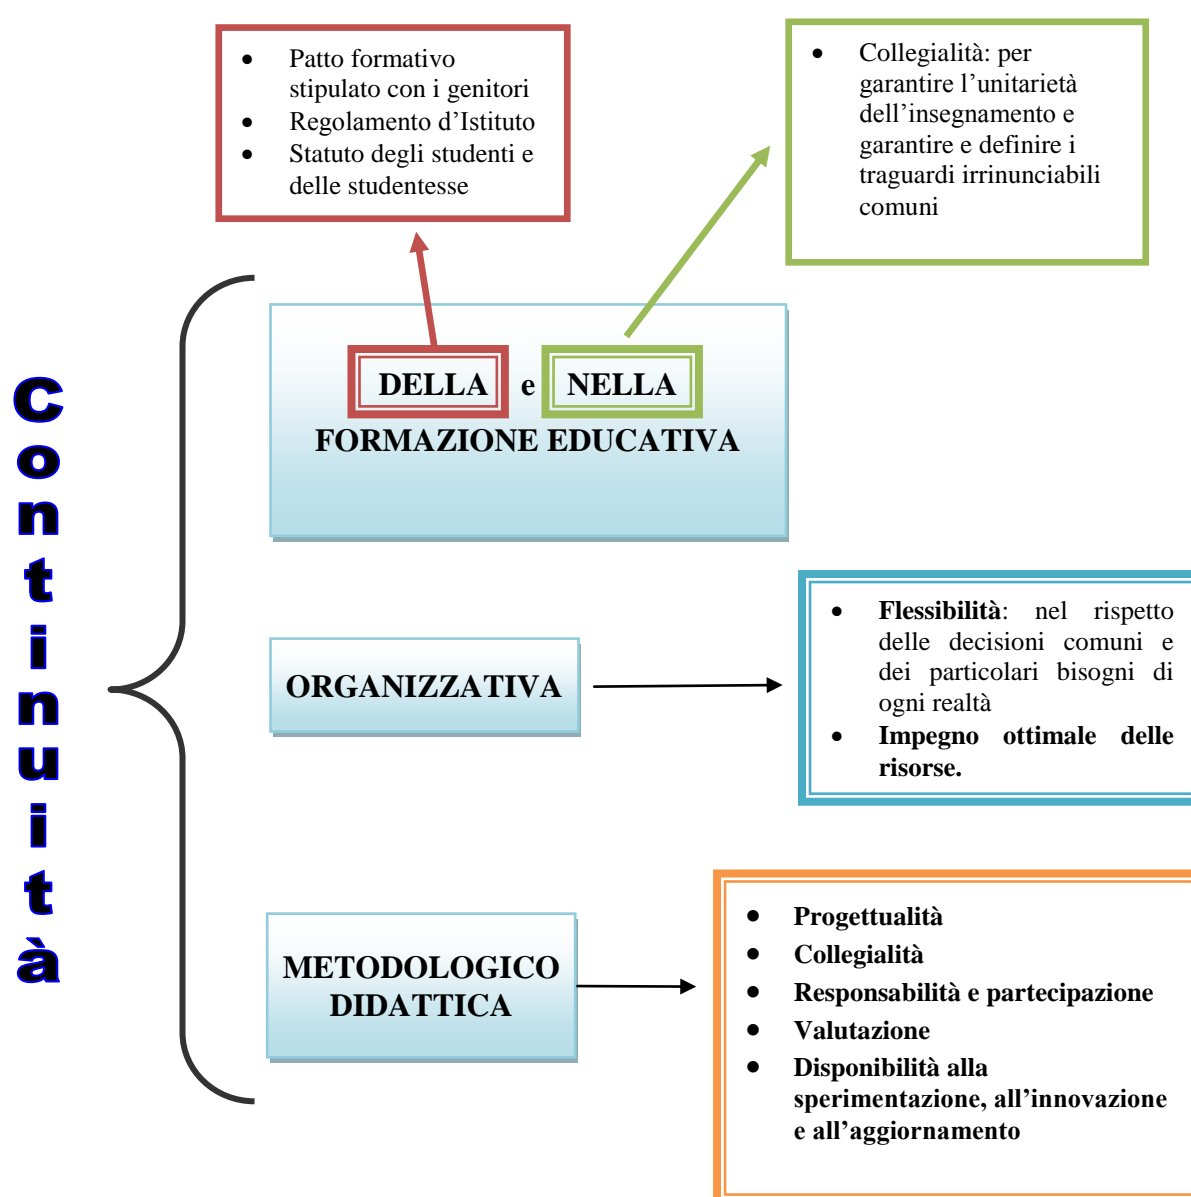 Patto formativo
stipulato con i genitori
Regolamento d’Istituto
Statuto degli studenti e
delle studentesse
Collegialità: per
garantire l’unitarietà
dell’insegnamento e
garantire e definire i
traguardi irrinunciabili
comuni
Continuità
DELLA e NELLA
FORMAZIONE EDUCATIVA
ORGANIZZATIVA
Flessibilità: nel rispetto
delle decisioni comuni e
dei particolari bisogni di
ogni realtà
Impegno ottimale delle
risorse.
METODOLOGICO
DIDATTICA
Progettualità
Collegialità
Responsabilità e partecipazione
Valutazione
Disponibilità alla
sperimentazione, all’innovazione
e all’aggiornamento